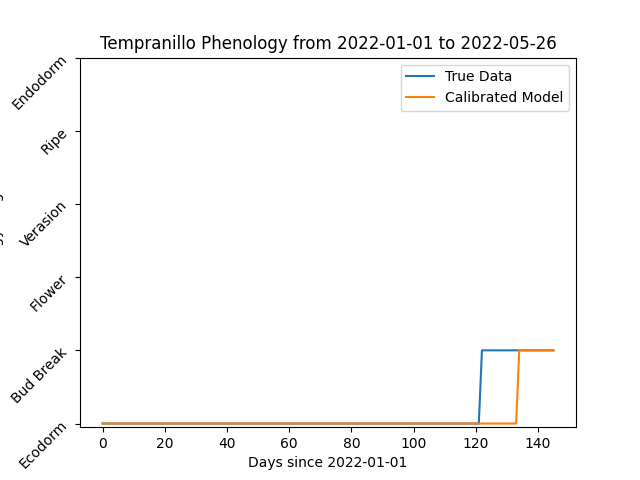 Tempranillo Phenology from 2022-01-01 to 2022-05-26
True Data
Calibrated Model
Endodorm
Ripe
Verasion
Flower
Bud Break
Ecodorm
0 20 40 60 80 100 120 140
Days since 2022-01-01